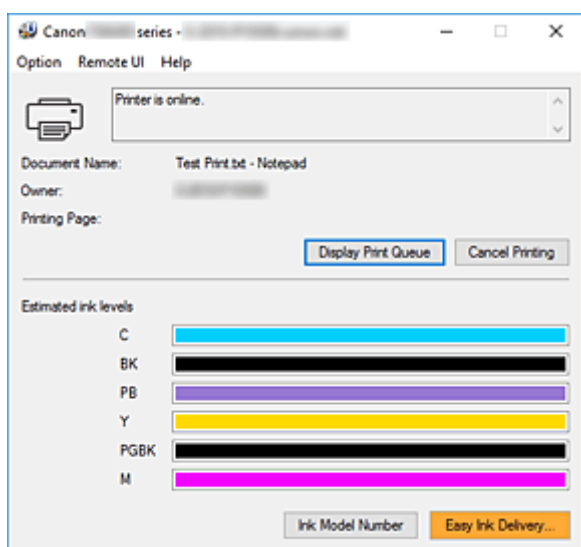 Canon series -
Option Remote UI Help
Printer is online.
Document Name: Test Print.txt - Notepad
Owner:
Printing Page:
Display Print Queue Cancel Printing
Estimated ink levels
C
BK
PB
Y
PGBK
M
Ink Model Number Easy Ink Delivery...